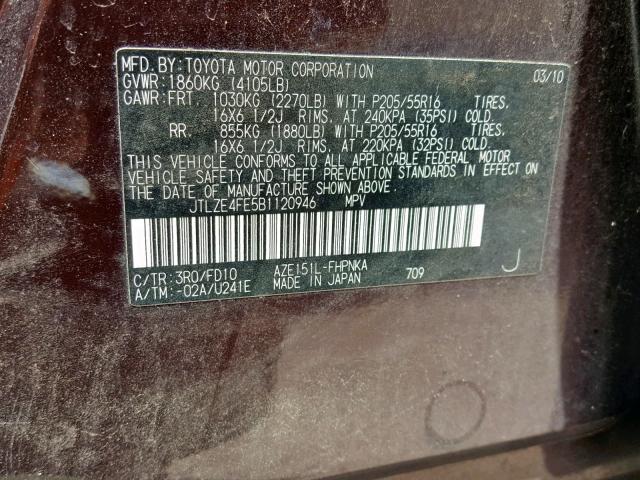 MFD.BY:TOYOTA MOTOR CORPORATION 03/10
GVWR:1860KG (4105LB)
GAWR:FRT. 1030KG (2270LB) WITH P205/55R16 TIRES,
16X6 1/2J RIMS, AT 240KPA (35PSI) COLD.
RR. 855KG (1880LB) WITH P205/55R16 TIRES,
16X6 1/2J RIMS, AT 220KPA (32PSI) COLD.
THIS VEHICLE CONFORMS TO ALL APPLICABLE FEDERAL MOTOR
VEHICLE SAFETY AND THEFT PREVENTION STANDARDS IN EFFECT ON
THE DATE OF MANUFACTURE SHOWN ABOVE.
JTLZE4FE5B1120946 MPV
C/TR:3R0/FD10 AZE151L-FHPNKA 709 J
A/TM:-02A/U241E MADE IN JAPAN